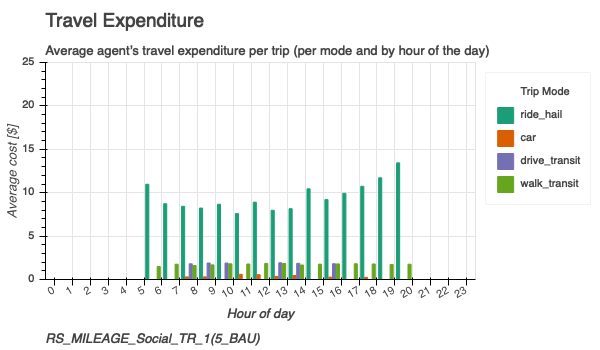 Travel Expenditure
Average agent's travel expenditure per trip (per mode and by hour of the day)
25
20
15
10
5
0
Average cost [$]
0 1 2 3 4 5 6 7 8 9 10 11 12 13 14 15 16 17 18 19 20 21 22 23
Hour of day
Trip Mode
ride_hail
car
drive_transit
walk_transit
RS_MILEAGE_Social_TR_1(5_BAU)